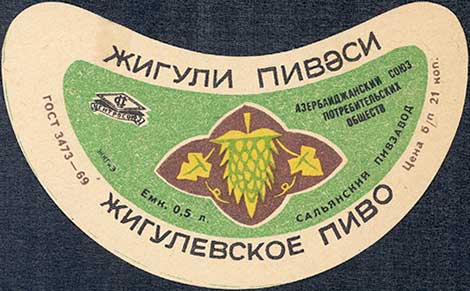 ЖИГУЛИ ПИВӘСИ
АЗЕРБАЙДЖАНСКИЙ СОЮЗ
ПОТРЕБИТЕЛЬСКИХ
ОБЩЕСТВ
ГОСТ 3473—69
Емк. 0,5 л.
САЛЬЯНСКИЙ ПИВЗАВОД
Цена б/п 21 коп.
ЖИГУЛЕВСКОЕ ПИВО